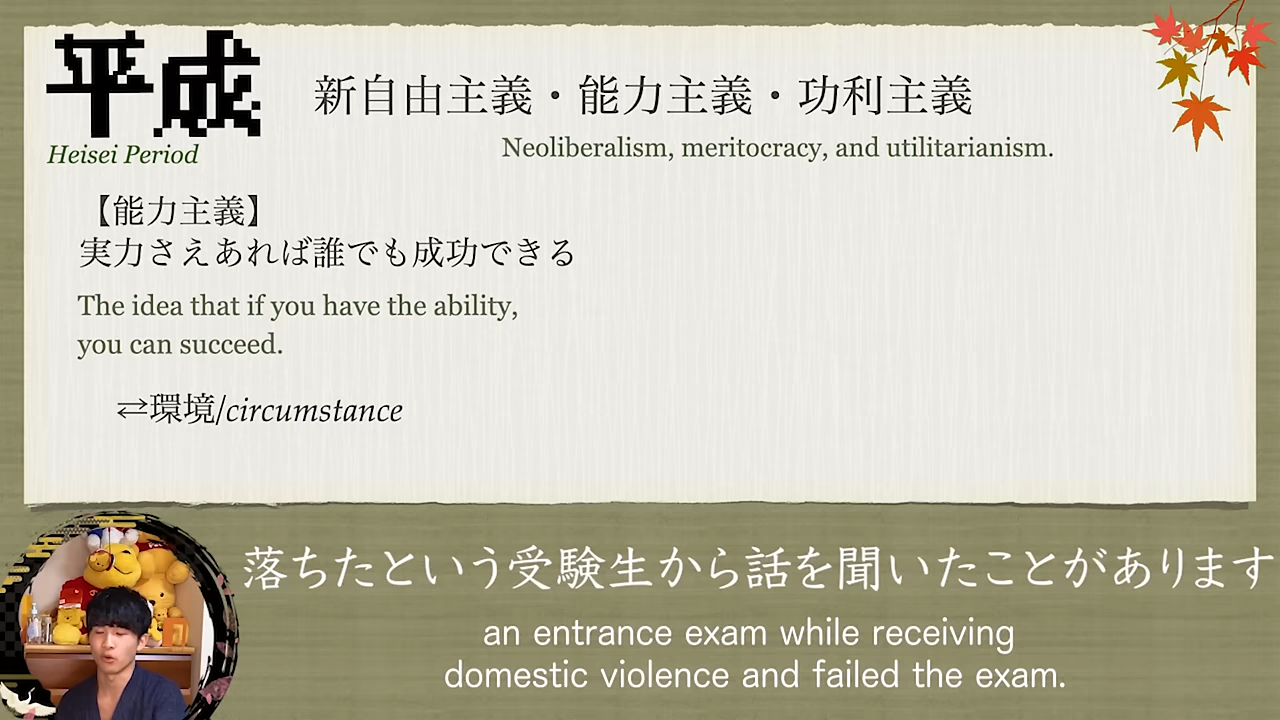 平成
Heisei Period
新自由主義・能力主義・功利主義
Neoliberalism, meritocracy, and utilitarianism.
【能力主義】
実力さえあれば誰でも成功できる
The idea that if you have the ability,
you can succeed.
⇄環境/circumstance
落ちたという受験生から話を聞いたことがあります
an entrance exam while receiving
domestic violence and failed the exam.